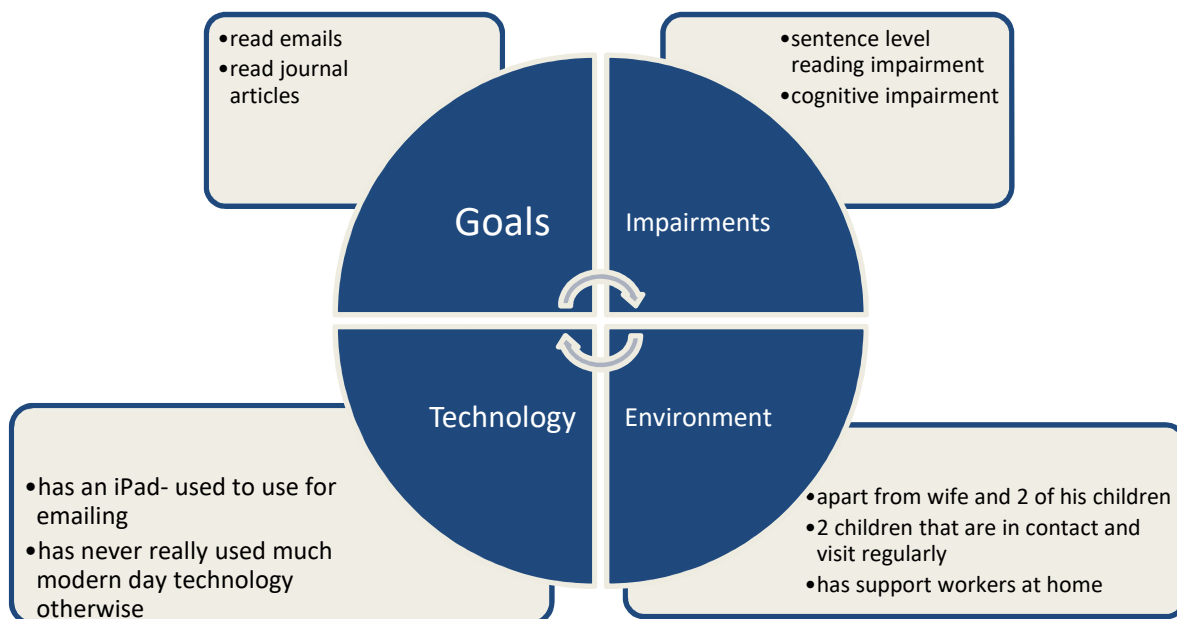 •read emails
•read journal
articles
•sentence level
reading impairment
•cognitive impairment
Goals
Impairments
Technology
Environment
•has an iPad- used to use for
emailing
•has never really used much
modern day technology
otherwise
•apart from wife and 2 of his children
•2 children that are in contact and
visit regularly
•has support workers at home